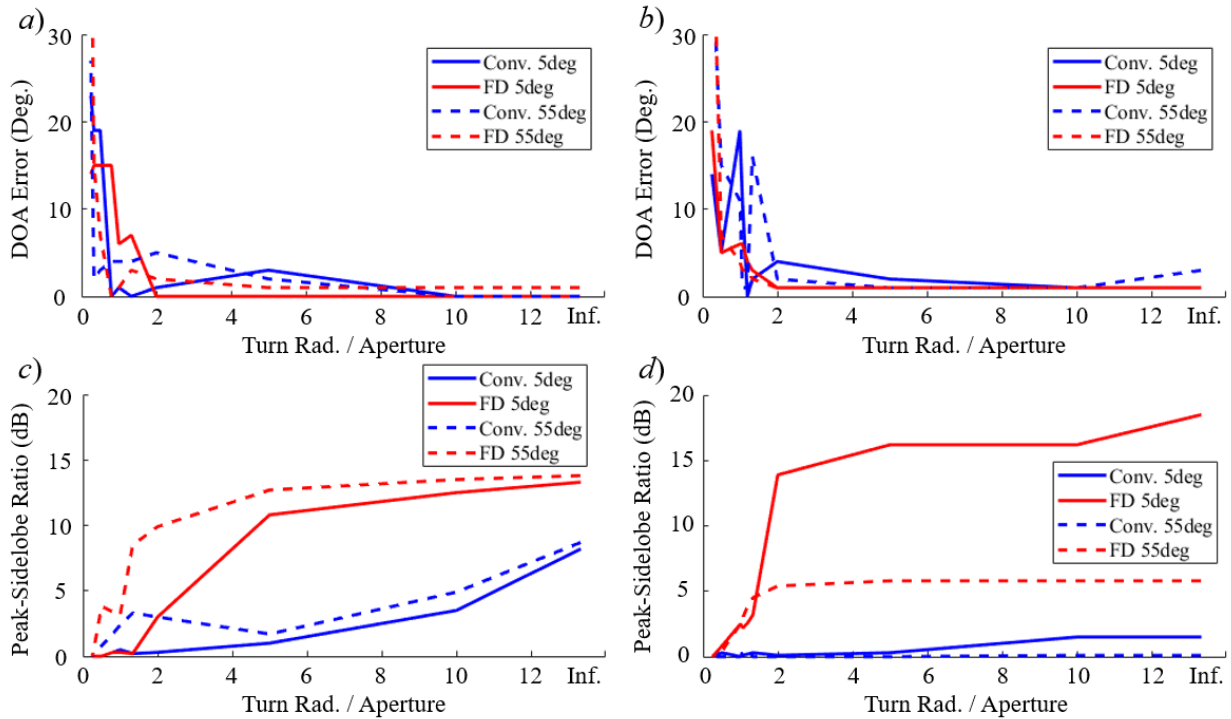 a)
30
20
10
0
DOA Error (Deg.)
Conv. 5deg
FD 5deg
Conv. 55deg
FD 55deg
0 2 4 6 8 10 12 Inf.
Turn Rad. / Aperture
b)
30
20
10
0
DOA Error (Deg.)
Conv. 5deg
FD 5deg
Conv. 55deg
FD 55deg
0 2 4 6 8 10 12 Inf.
Turn Rad. / Aperture
c)
20
15
10
5
0
Peak-Sidelobe Ratio (dB)
Conv. 5deg
FD 5deg
Conv. 55deg
FD 55deg
0 2 4 6 8 10 12 Inf.
Turn Rad. / Aperture
d)
20
15
10
5
0
Peak-Sidelobe Ratio (dB)
Conv. 5deg
FD 5deg
Conv. 55deg
FD 55deg
0 2 4 6 8 10 12 Inf.
Turn Rad. / Aperture